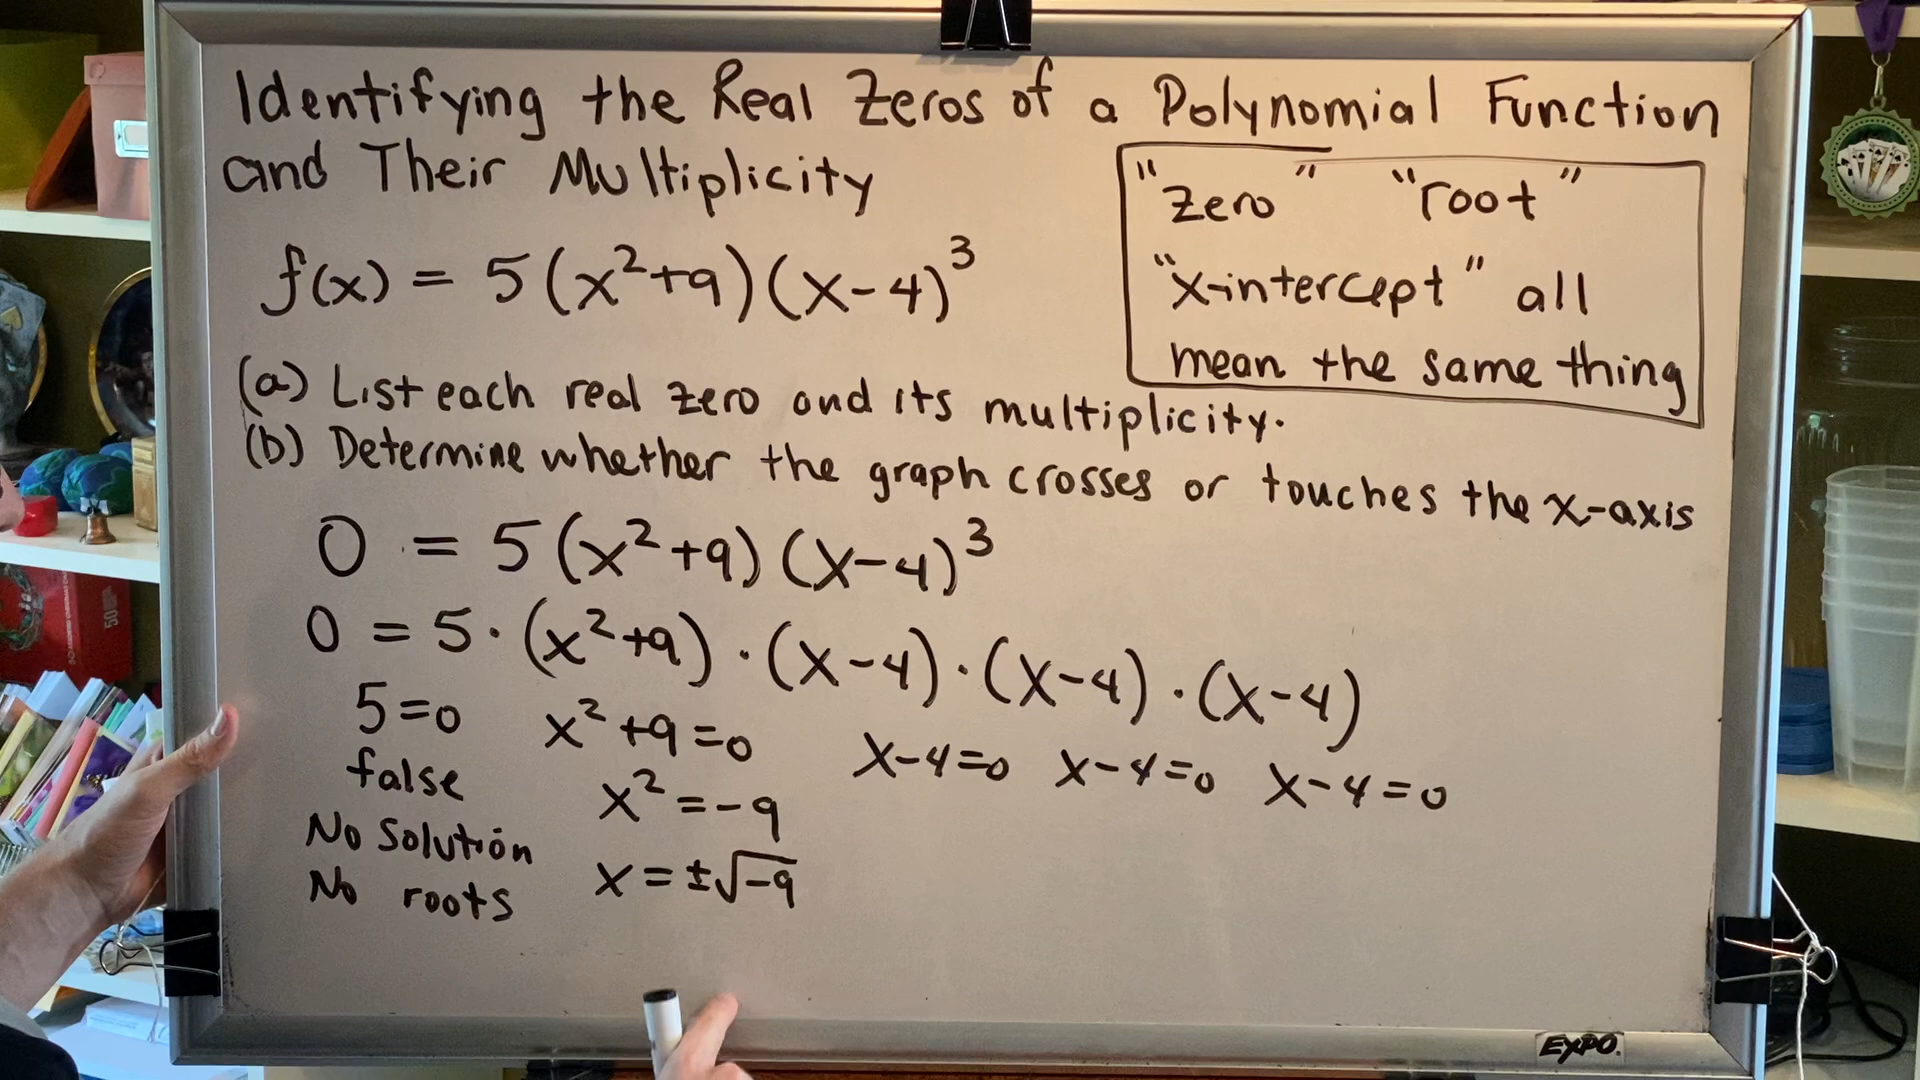 Identifying the Real Zeros of a Polynomial Function
and Their Multiplicity
"Zero" "root"
"x-intercept" all
mean the same thing
f(x) = 5(x²+9)(x-4)³
(a) List each real zero and its multiplicity.
(b) Determine whether the graph crosses or touches the x-axis
0 = 5(x²+9)(x-4)³
0 = 5·(x²+9)·(x-4)·(x-4)·(x-4)
5=0 x²+9=0 x-4=0 x-4=0 x-4=0
false x²=-9
No Solution x=±√-9
No roots
EXPO
50